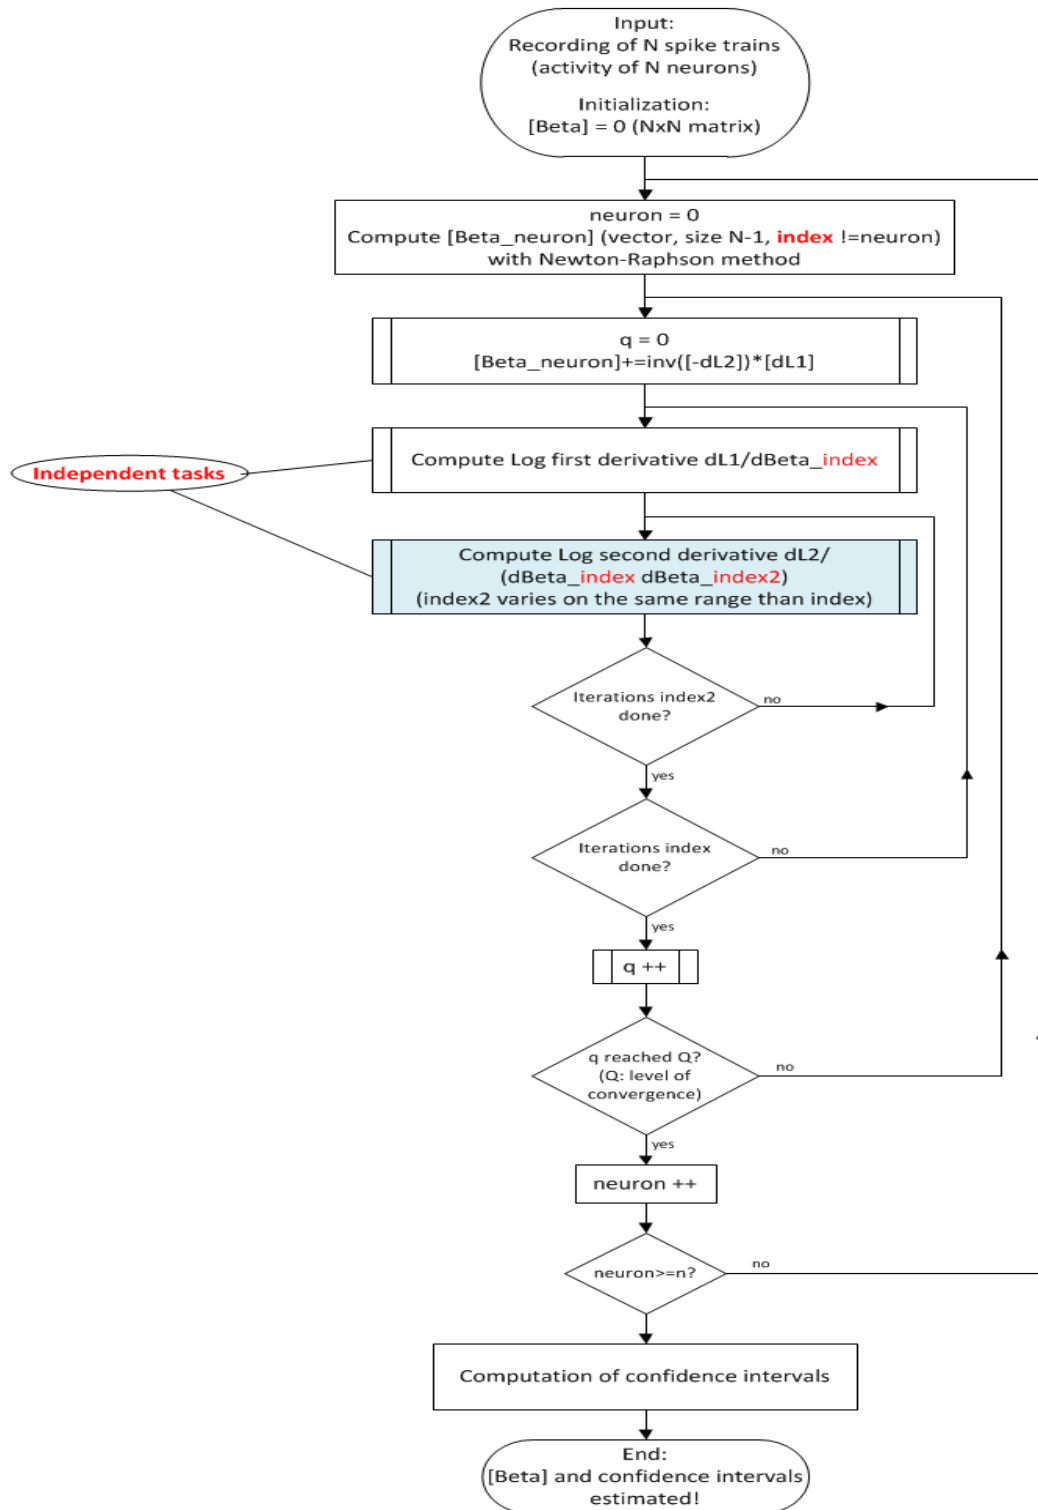 Input:
Recording of N spike trains
(activity of N neurons)
Initialization:
[Beta] = 0 (NxN matrix)
neuron = 0
Compute [Beta_neuron] (vector, size N-1, index !=neuron)
with Newton-Raphson method
q = 0
[Beta_neuron]+=inv([-dL2])*[dL1]
Independent tasks
Compute Log first derivative dL1/dBeta_index
Compute Log second derivative dL2/
(dBeta_index dBeta_index2)
(index2 varies on the same range than index)
Iterations index2
done?
no
yes
Iterations index
done?
no
yes
q ++
q reached Q?
(Q: level of
convergence)
no
yes
neuron ++
neuron>=n?
no
Computation of confidence intervals
End:
[Beta] and confidence intervals
estimated!